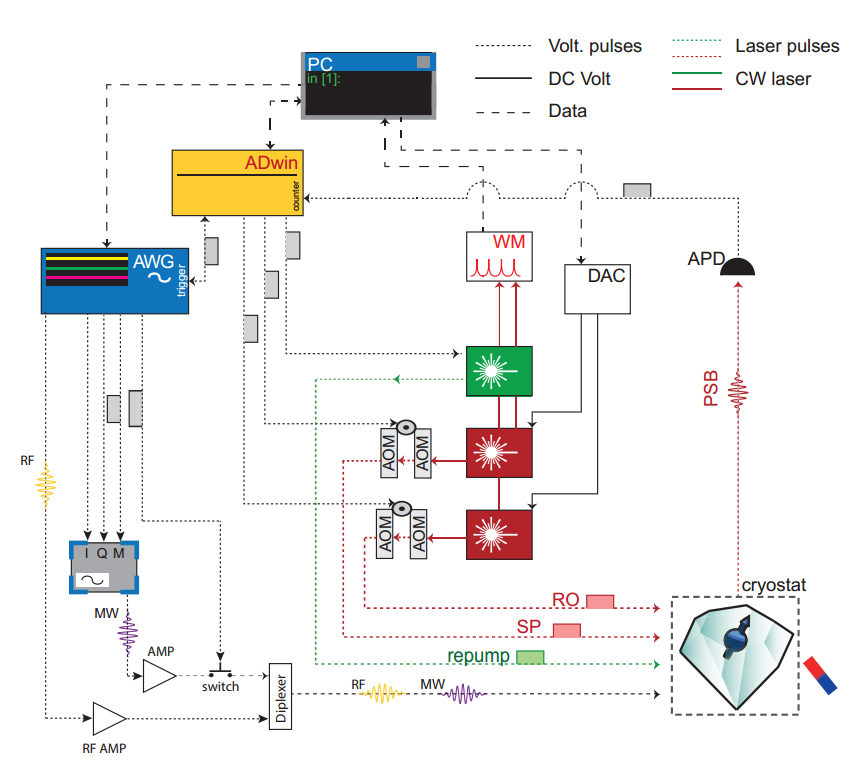 Volt. pulses
Laser pulses
DC Volt
CW laser
Data
PC
in [1]:
ADwin
counter
AWG
trigger
WM
DAC
APD
PSB
AOM
AOM
RF
AOM
AOM
I Q M
MW
AMP
switch
RF AMP
Diplexer
RO
SP
repump
RF
MW
cryostat